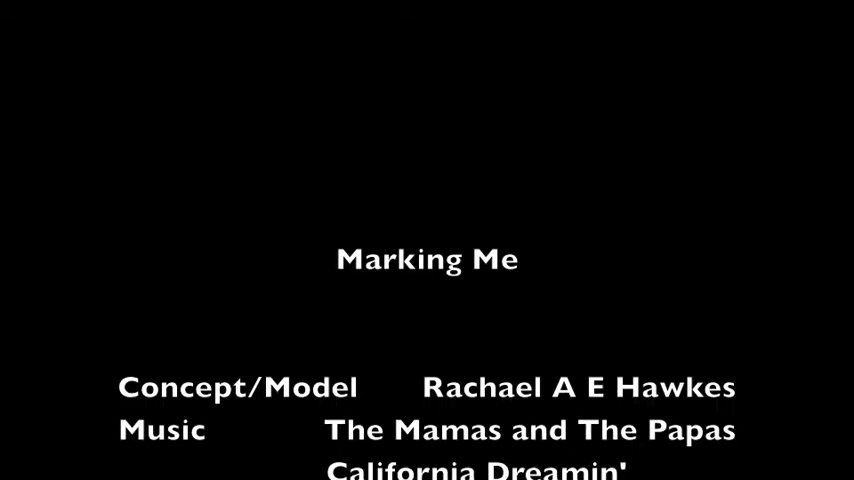 Marking Me
Concept/Model Rachael A E Hawkes
Music The Mamas and The Papas
California Dreamin'